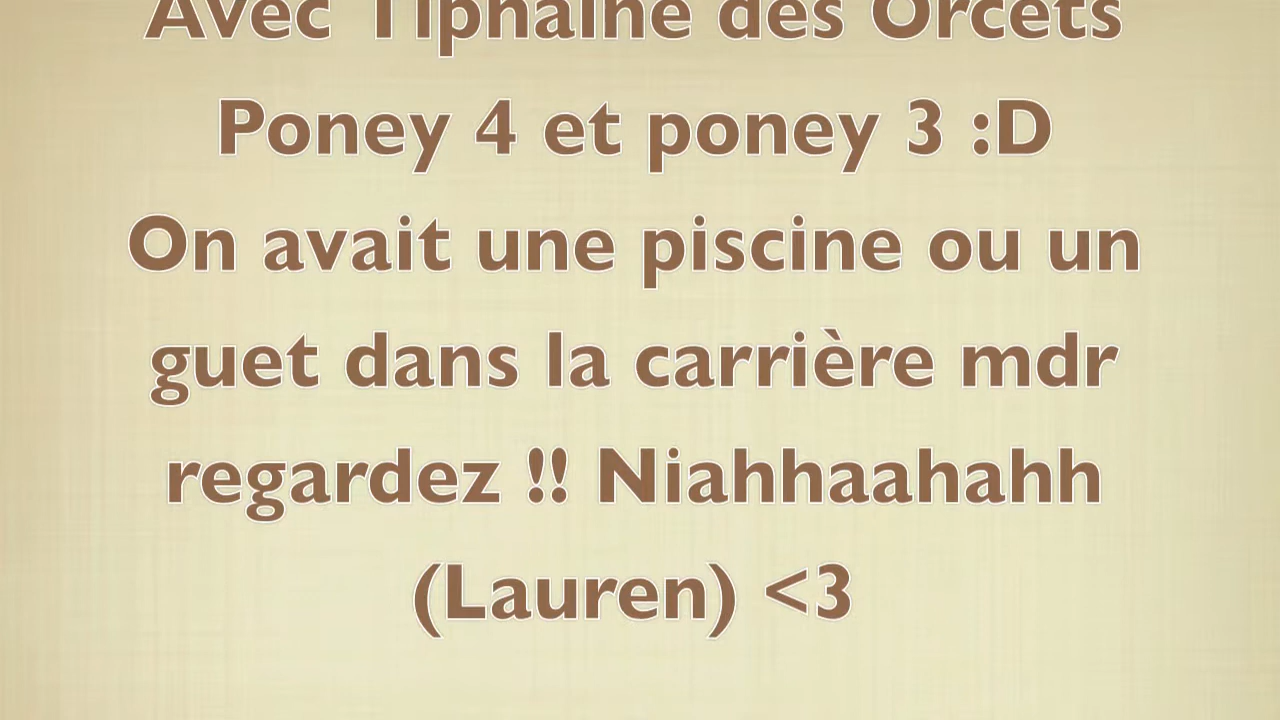 Avec Tiphaine des Orcets
Poney 4 et poney 3 :D
On avait une piscine ou un
guet dans la carrière mdr
regardez !! Niahhaahahh
(Lauren) <3